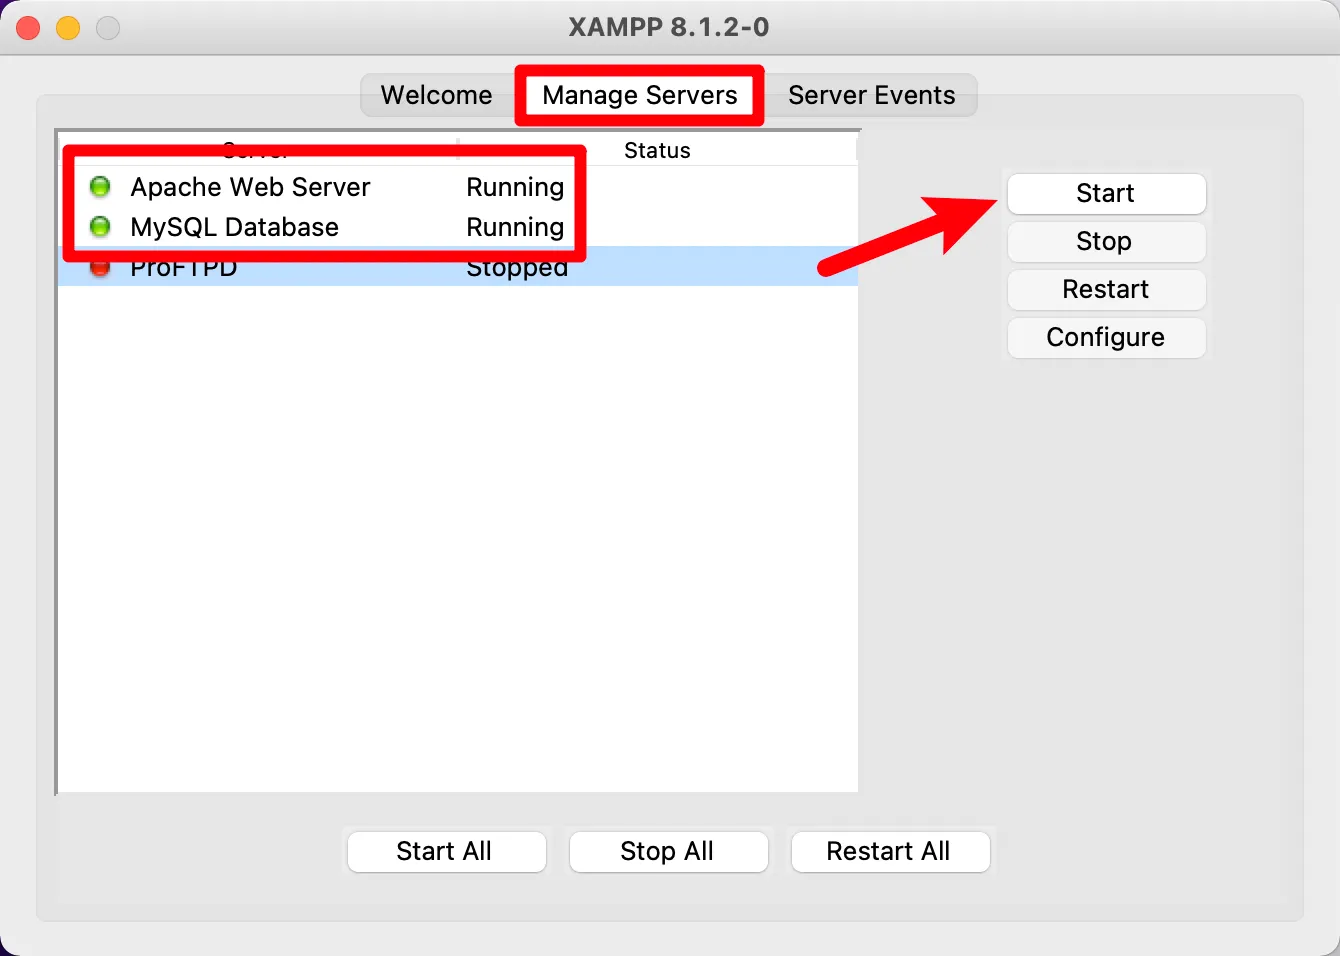 XAMPP 8.1.2-0
Welcome
Manage Servers
Server Events
Server
Status
Apache Web Server
Running
MySQL Database
Running
ProFTPD
Stopped
Start
Stop
Restart
Configure
Start All
Stop All
Restart All